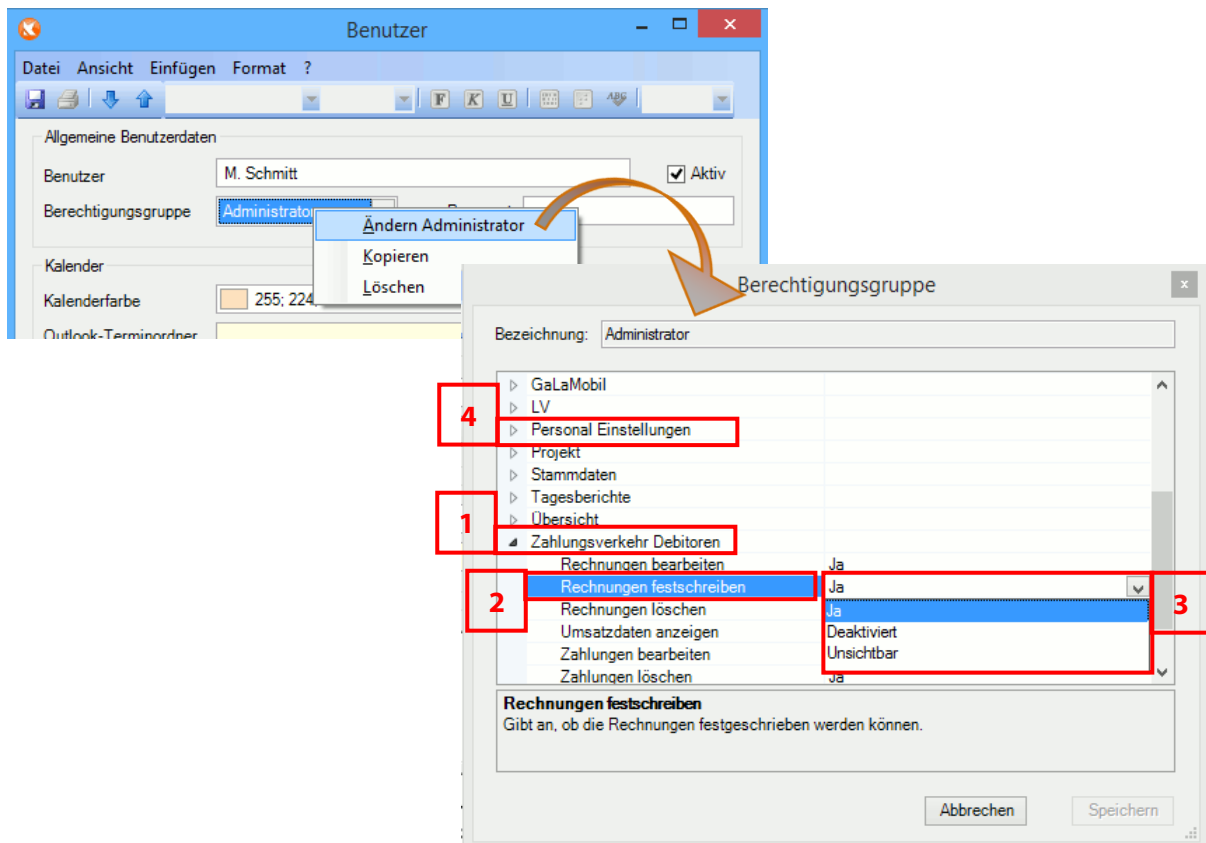 Benutzer
Datei Ansicht Einfügen Format ?
F K U ABC
Allgemeine Benutzerdaten
Benutzer M. Schmitt Aktiv
Berechtigungsgruppe Administrator
Ändern Administrator
Kopieren
Löschen
Kalender
Kalenderfarbe 255; 224;
Outlook-Terminordner
Berechtigungsgruppe
Bezeichnung: Administrator
GaLaMobil
LV
4 Personal Einstellungen
Projekt
Stammdaten
Tagesberichte
Übersicht
1 Zahlungsverkehr Debitoren
Rechnungen bearbeiten Ja
2 Rechnungen festschreiben Ja
Rechnungen löschen Ja 3
Umsatzdaten anzeigen Deaktiviert
Zahlungen bearbeiten Unsichtbar
Zahlungen löschen Ja
Rechnungen festschreiben
Gibt an, ob die Rechnungen festgeschrieben werden können.
Abbrechen Speichern